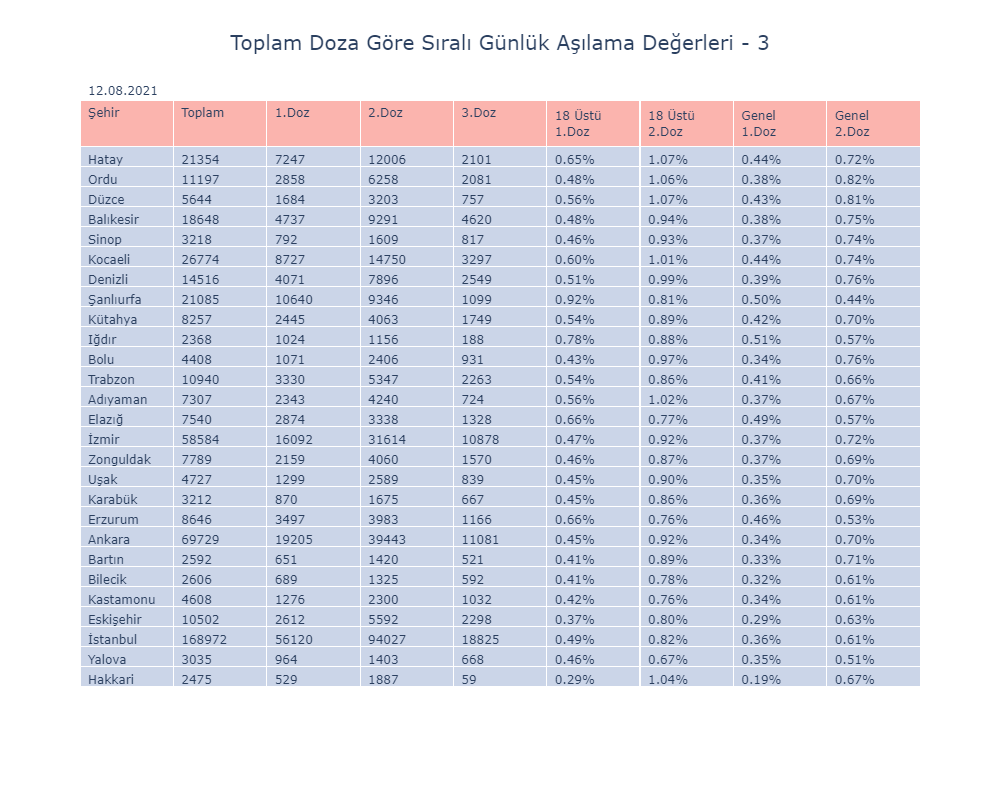 Toplam Doza Göre Sıralı Günlük Aşılama Değerleri - 3
12.08.2021
Şehir Toplam 1.Doz 2.Doz 3.Doz 18 Üstü 1.Doz 18 Üstü 2.Doz Genel 1.Doz Genel 2.Doz
Hatay 21354 7247 12006 2101 0.65% 1.07% 0.44% 0.72%
Ordu 11197 2858 6258 2081 0.48% 1.06% 0.38% 0.82%
Düzce 5644 1684 3203 757 0.56% 1.07% 0.43% 0.81%
Balıkesir 18648 4737 9291 4620 0.48% 0.94% 0.38% 0.75%
Sinop 3218 792 1609 817 0.46% 0.93% 0.37% 0.74%
Kocaeli 26774 8727 14750 3297 0.60% 1.01% 0.44% 0.74%
Denizli 14516 4071 7896 2549 0.51% 0.99% 0.39% 0.76%
Şanlıurfa 21085 10640 9346 1099 0.92% 0.81% 0.50% 0.44%
Kütahya 8257 2445 4063 1749 0.54% 0.89% 0.42% 0.70%
Iğdır 2368 1024 1156 188 0.78% 0.88% 0.51% 0.57%
Bolu 4408 1071 2406 931 0.43% 0.97% 0.34% 0.76%
Trabzon 10940 3330 5347 2263 0.54% 0.86% 0.41% 0.66%
Adıyaman 7307 2343 4240 724 0.56% 1.02% 0.37% 0.67%
Elazığ 7540 2874 3338 1328 0.66% 0.77% 0.49% 0.57%
İzmir 58584 16092 31614 10878 0.47% 0.92% 0.37% 0.72%
Zonguldak 7789 2159 4060 1570 0.46% 0.87% 0.37% 0.69%
Uşak 4727 1299 2589 839 0.45% 0.90% 0.35% 0.70%
Karabük 3212 870 1675 667 0.45% 0.86% 0.36% 0.69%
Erzurum 8646 3497 3983 1166 0.66% 0.76% 0.46% 0.53%
Ankara 69729 19205 39443 11081 0.45% 0.92% 0.34% 0.70%
Bartın 2592 651 1420 521 0.41% 0.89% 0.33% 0.71%
Bilecik 2606 689 1325 592 0.41% 0.78% 0.32% 0.61%
Kastamonu 4608 1276 2300 1032 0.42% 0.76% 0.34% 0.61%
Eskişehir 10502 2612 5592 2298 0.37% 0.80% 0.29% 0.63%
İstanbul 168972 56120 94027 18825 0.49% 0.82% 0.36% 0.61%
Yalova 3035 964 1403 668 0.46% 0.67% 0.35% 0.51%
Hakkari 2475 529 1887 59 0.29% 1.04% 0.19% 0.67%